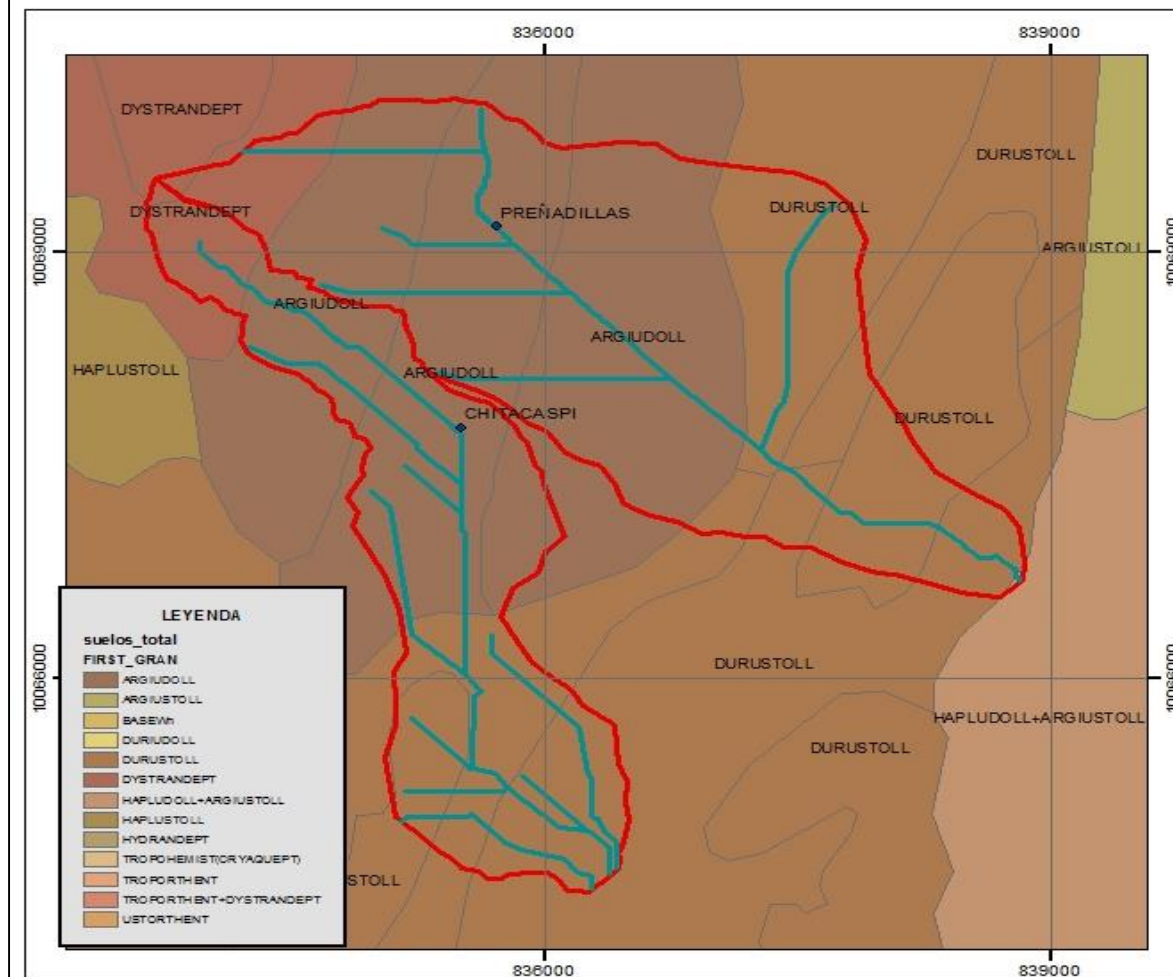 836000 839000
DYSTRANDEPT
DURUSTOLL
DYSTRANDEPT
DURUSTOLL
PREÑADILLAS
10069000
ARGIUSTOLL
10069000
ARGIUDOLL
ARGIUDOLL
HAPLUSTOLL
ARGIUDOLL
CHITACASPI
DURUSTOLL
LEYENDA
suelos_total
FIRST_GRAN
ARGIUDOLL
ARGIUSTOLL
BASEWn
DURIUDOLL
DURUSTOLL
DYSTRANDEPT
HAPLUDOLL+ARGIUSTOLL
HAPLUSTOLL
HYDRANDEPT
TROPOHEMIST(CRYAQUEPT)
TROPORTHENT
TROPORTHENT+DYSTRANDEPT
USTORTHENT
10066000
DURUSTOLL
10066000
HAPLUDOLL+ARGIUSTOLL
DURUSTOLL
STOLL
836000 839000